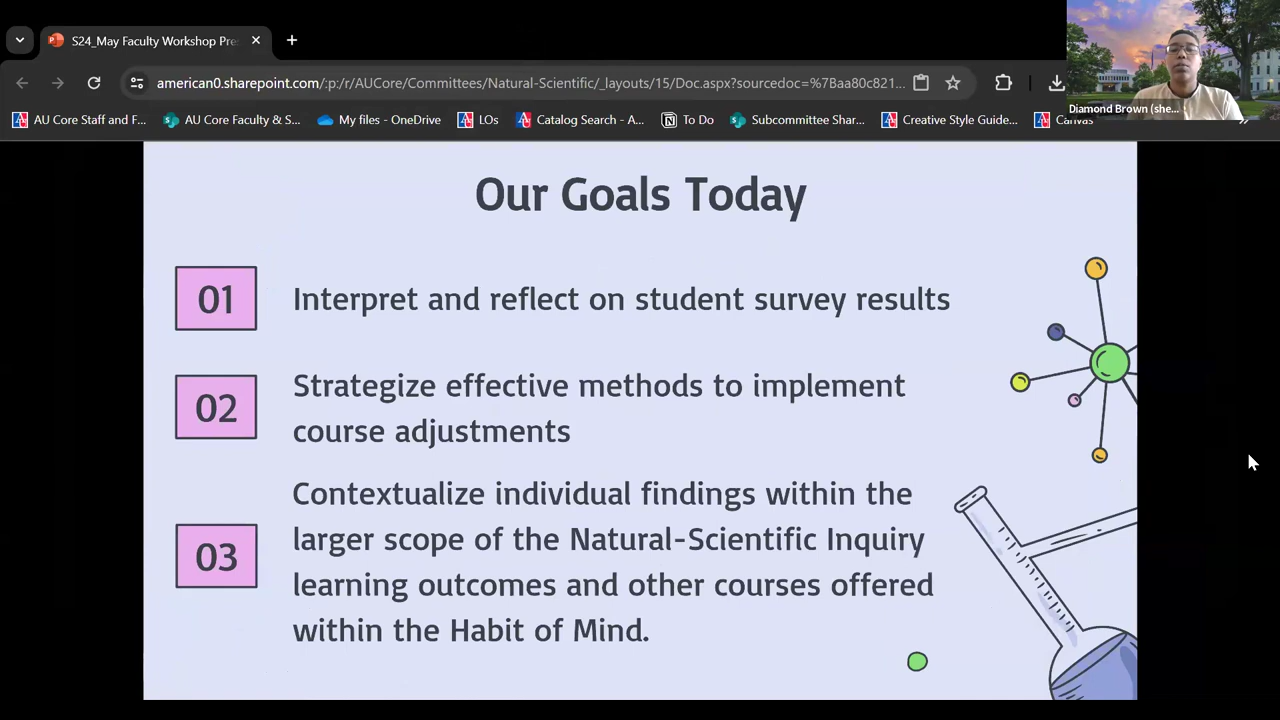 S24_May Faculty Workshop Pre
american0.sharepoint.com/:p:/r/AUCore/Committees/Natural-Scientific/_layouts/15/Doc.aspx?sourcedoc=%7Baa80c821...
Diamond Brown (she...
AU Core Staff and F... AU Core Faculty & S... My files - OneDrive LOs Catalog Search - A... To Do Subcommittee Shar... Creative Style Guide... Canvas
Our Goals Today
01 Interpret and reflect on student survey results
02 Strategize effective methods to implement
course adjustments
Contextualize individual findings within the
larger scope of the Natural-Scientific Inquiry
03 learning outcomes and other courses offered
within the Habit of Mind.